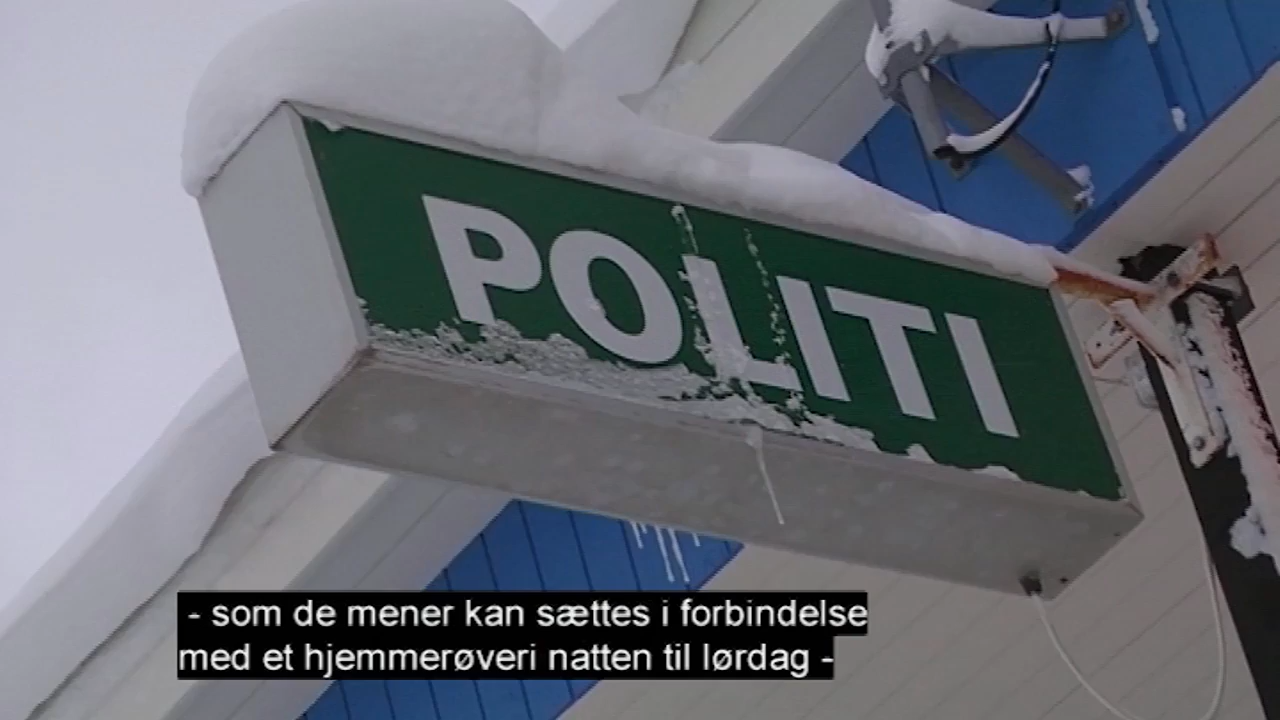 POLITI
- som de mener kan sættes i forbindelse
med et hjemmerøveri natten til lørdag -